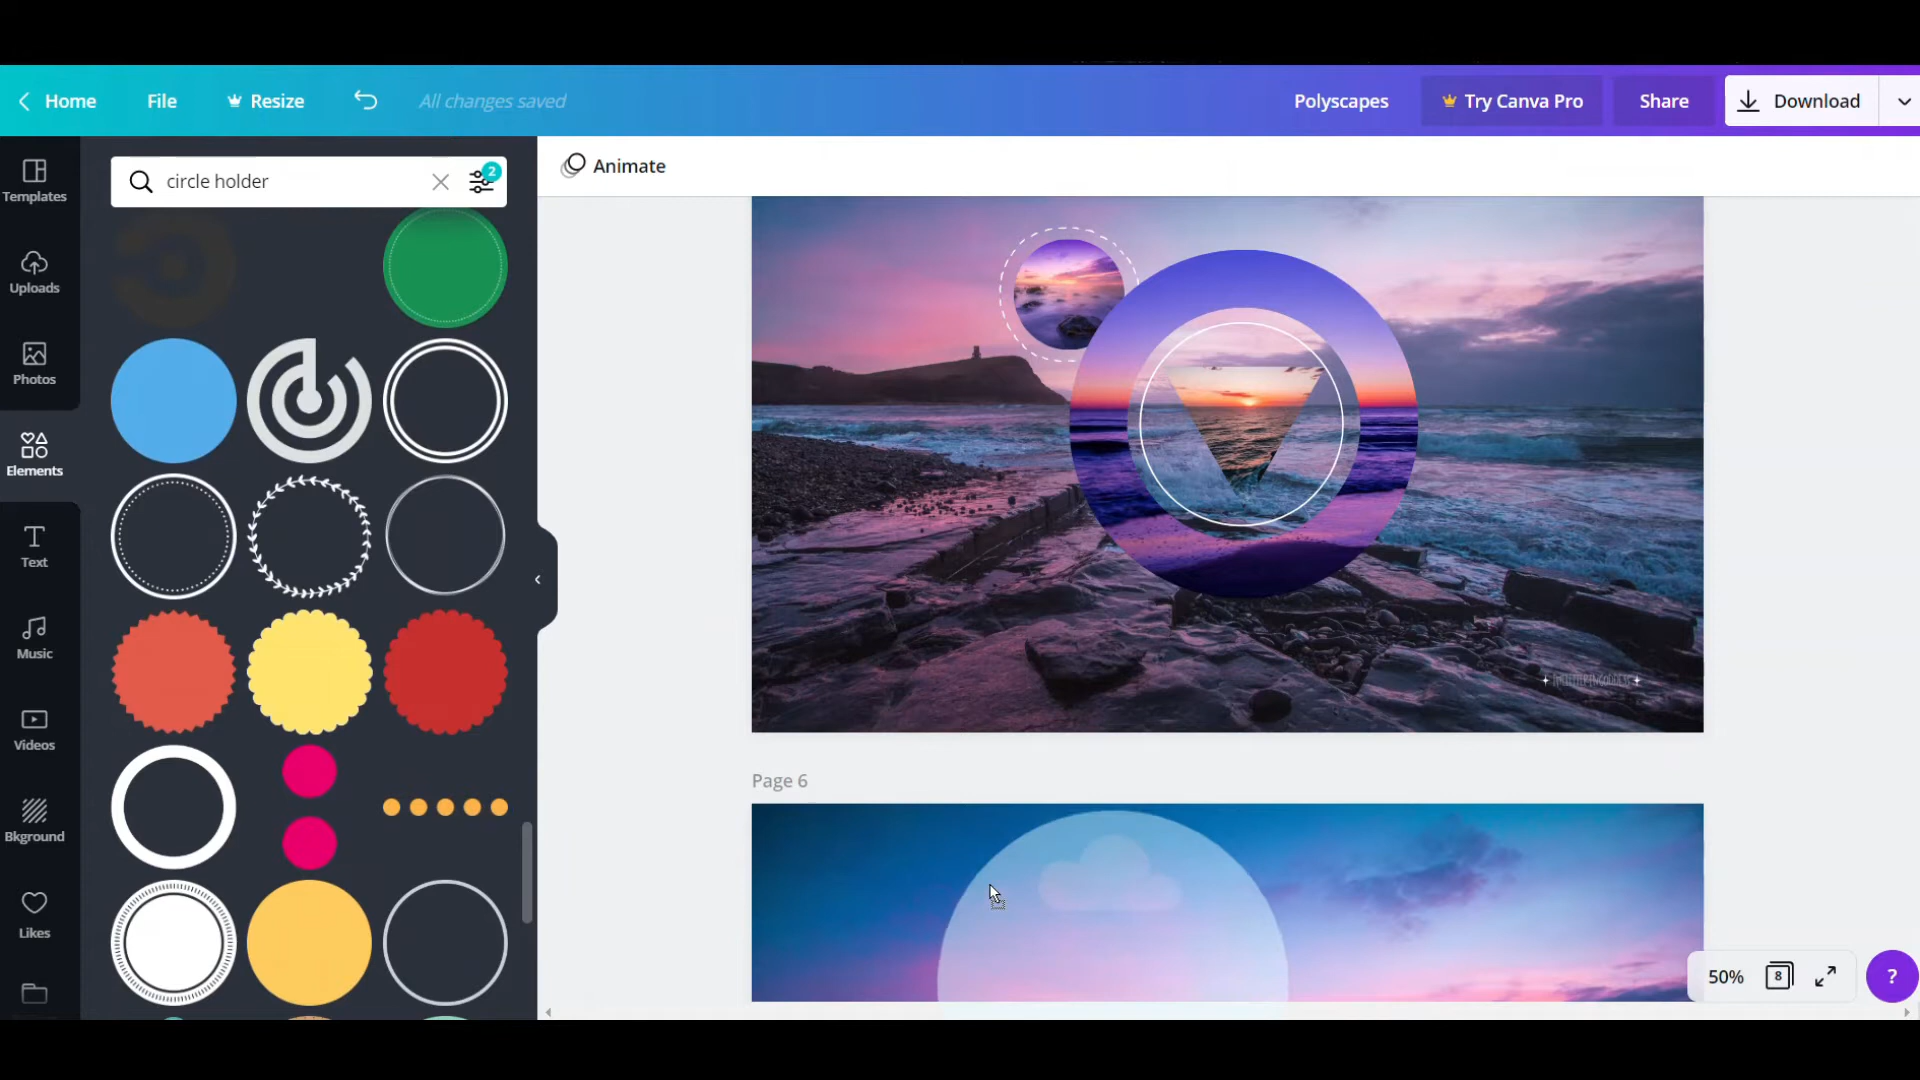 Home File Resize All changes saved Polyscapes Try Canva Pro Share Download
Templates
Uploads
Photos
Elements
Text
Music
Videos
Bkground
Likes
circle holder
2
Animate
Page 6
50% 8 ?